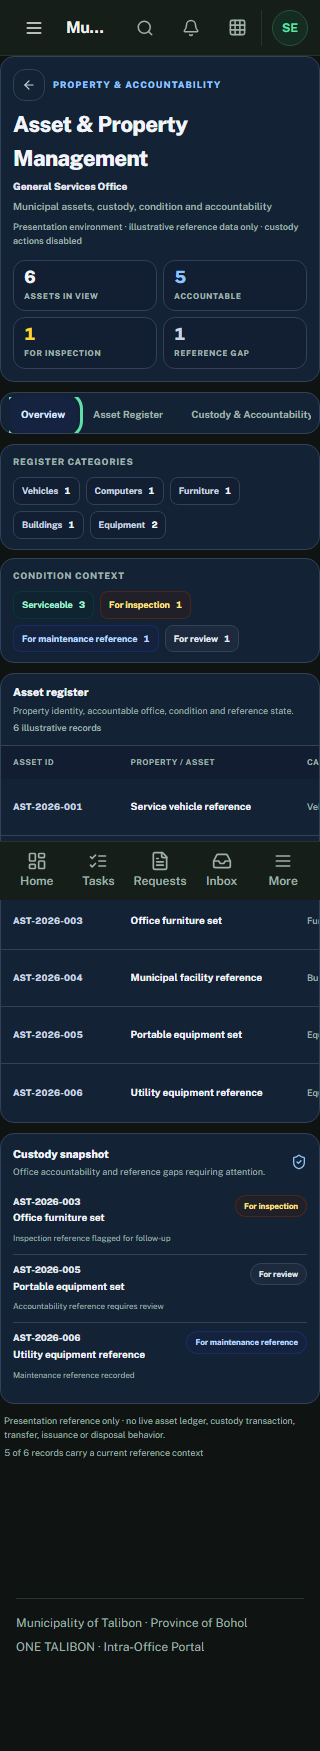 Mu...
SE
PROPERTY & ACCOUNTABILITY
Asset & Property
Management
General Services Office
Municipal assets, custody, condition and accountability
Presentation environment · illustrative reference data only · custody
actions disabled
6
ASSETS IN VIEW
5
ACCOUNTABLE
1
FOR INSPECTION
1
REFERENCE GAP
Overview Asset Register Custody & Accountability
REGISTER CATEGORIES
Vehicles 1 Computers 1 Furniture 1
Buildings 1 Equipment 2
CONDITION CONTEXT
Serviceable 3 For inspection 1
For maintenance reference 1 For review 1
Asset register
Property identity, accountable office, condition and reference state.
6 illustrative records
ASSET ID PROPERTY / ASSET CA
AST-2026-001 Service vehicle reference Vel
Home Tasks Requests Inbox More
AST-2026-003 Office furniture set Fu
AST-2026-004 Municipal facility reference Bu
AST-2026-005 Portable equipment set Eq
AST-2026-006 Utility equipment reference Eq
Custody snapshot
Office accountability and reference gaps requiring attention.
AST-2026-003
Office furniture set
For inspection
Inspection reference flagged for follow-up
AST-2026-005
Portable equipment set
For review
Accountability reference requires review
AST-2026-006
Utility equipment reference
For maintenance reference
Maintenance reference recorded
Presentation reference only · no live asset ledger, custody transaction,
transfer, issuance or disposal behavior.
5 of 6 records carry a current reference context
Municipality of Talibon · Province of Bohol
ONE TALIBON · Intra-Office Portal